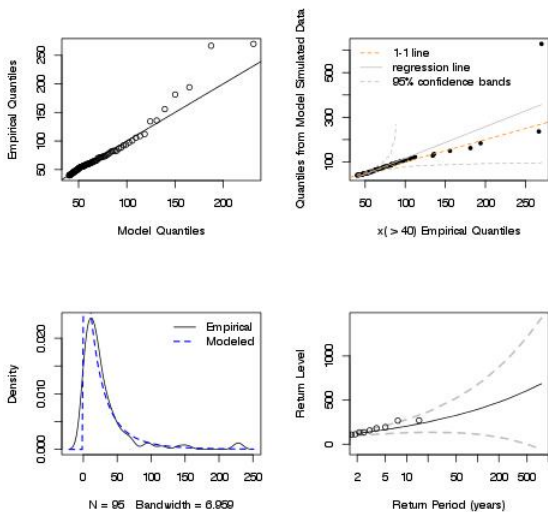 Empirical Quantiles
50 100 150 200 250
50 100 150 200
Model Quantiles
Quantiles from Model Simulated Data
100 300 500
1-1 line
regression line
95% confidence bands
50 100 150 200 250
x( > 40) Empirical Quantiles
Density
0.000 0.010 0.020
Empirical
Modeled
0 50 100 150 200 250
N = 95 Bandwidth = 6.959
Return Level
0 500 1000
2 5 10 50 100 200 500
Return Period (years)